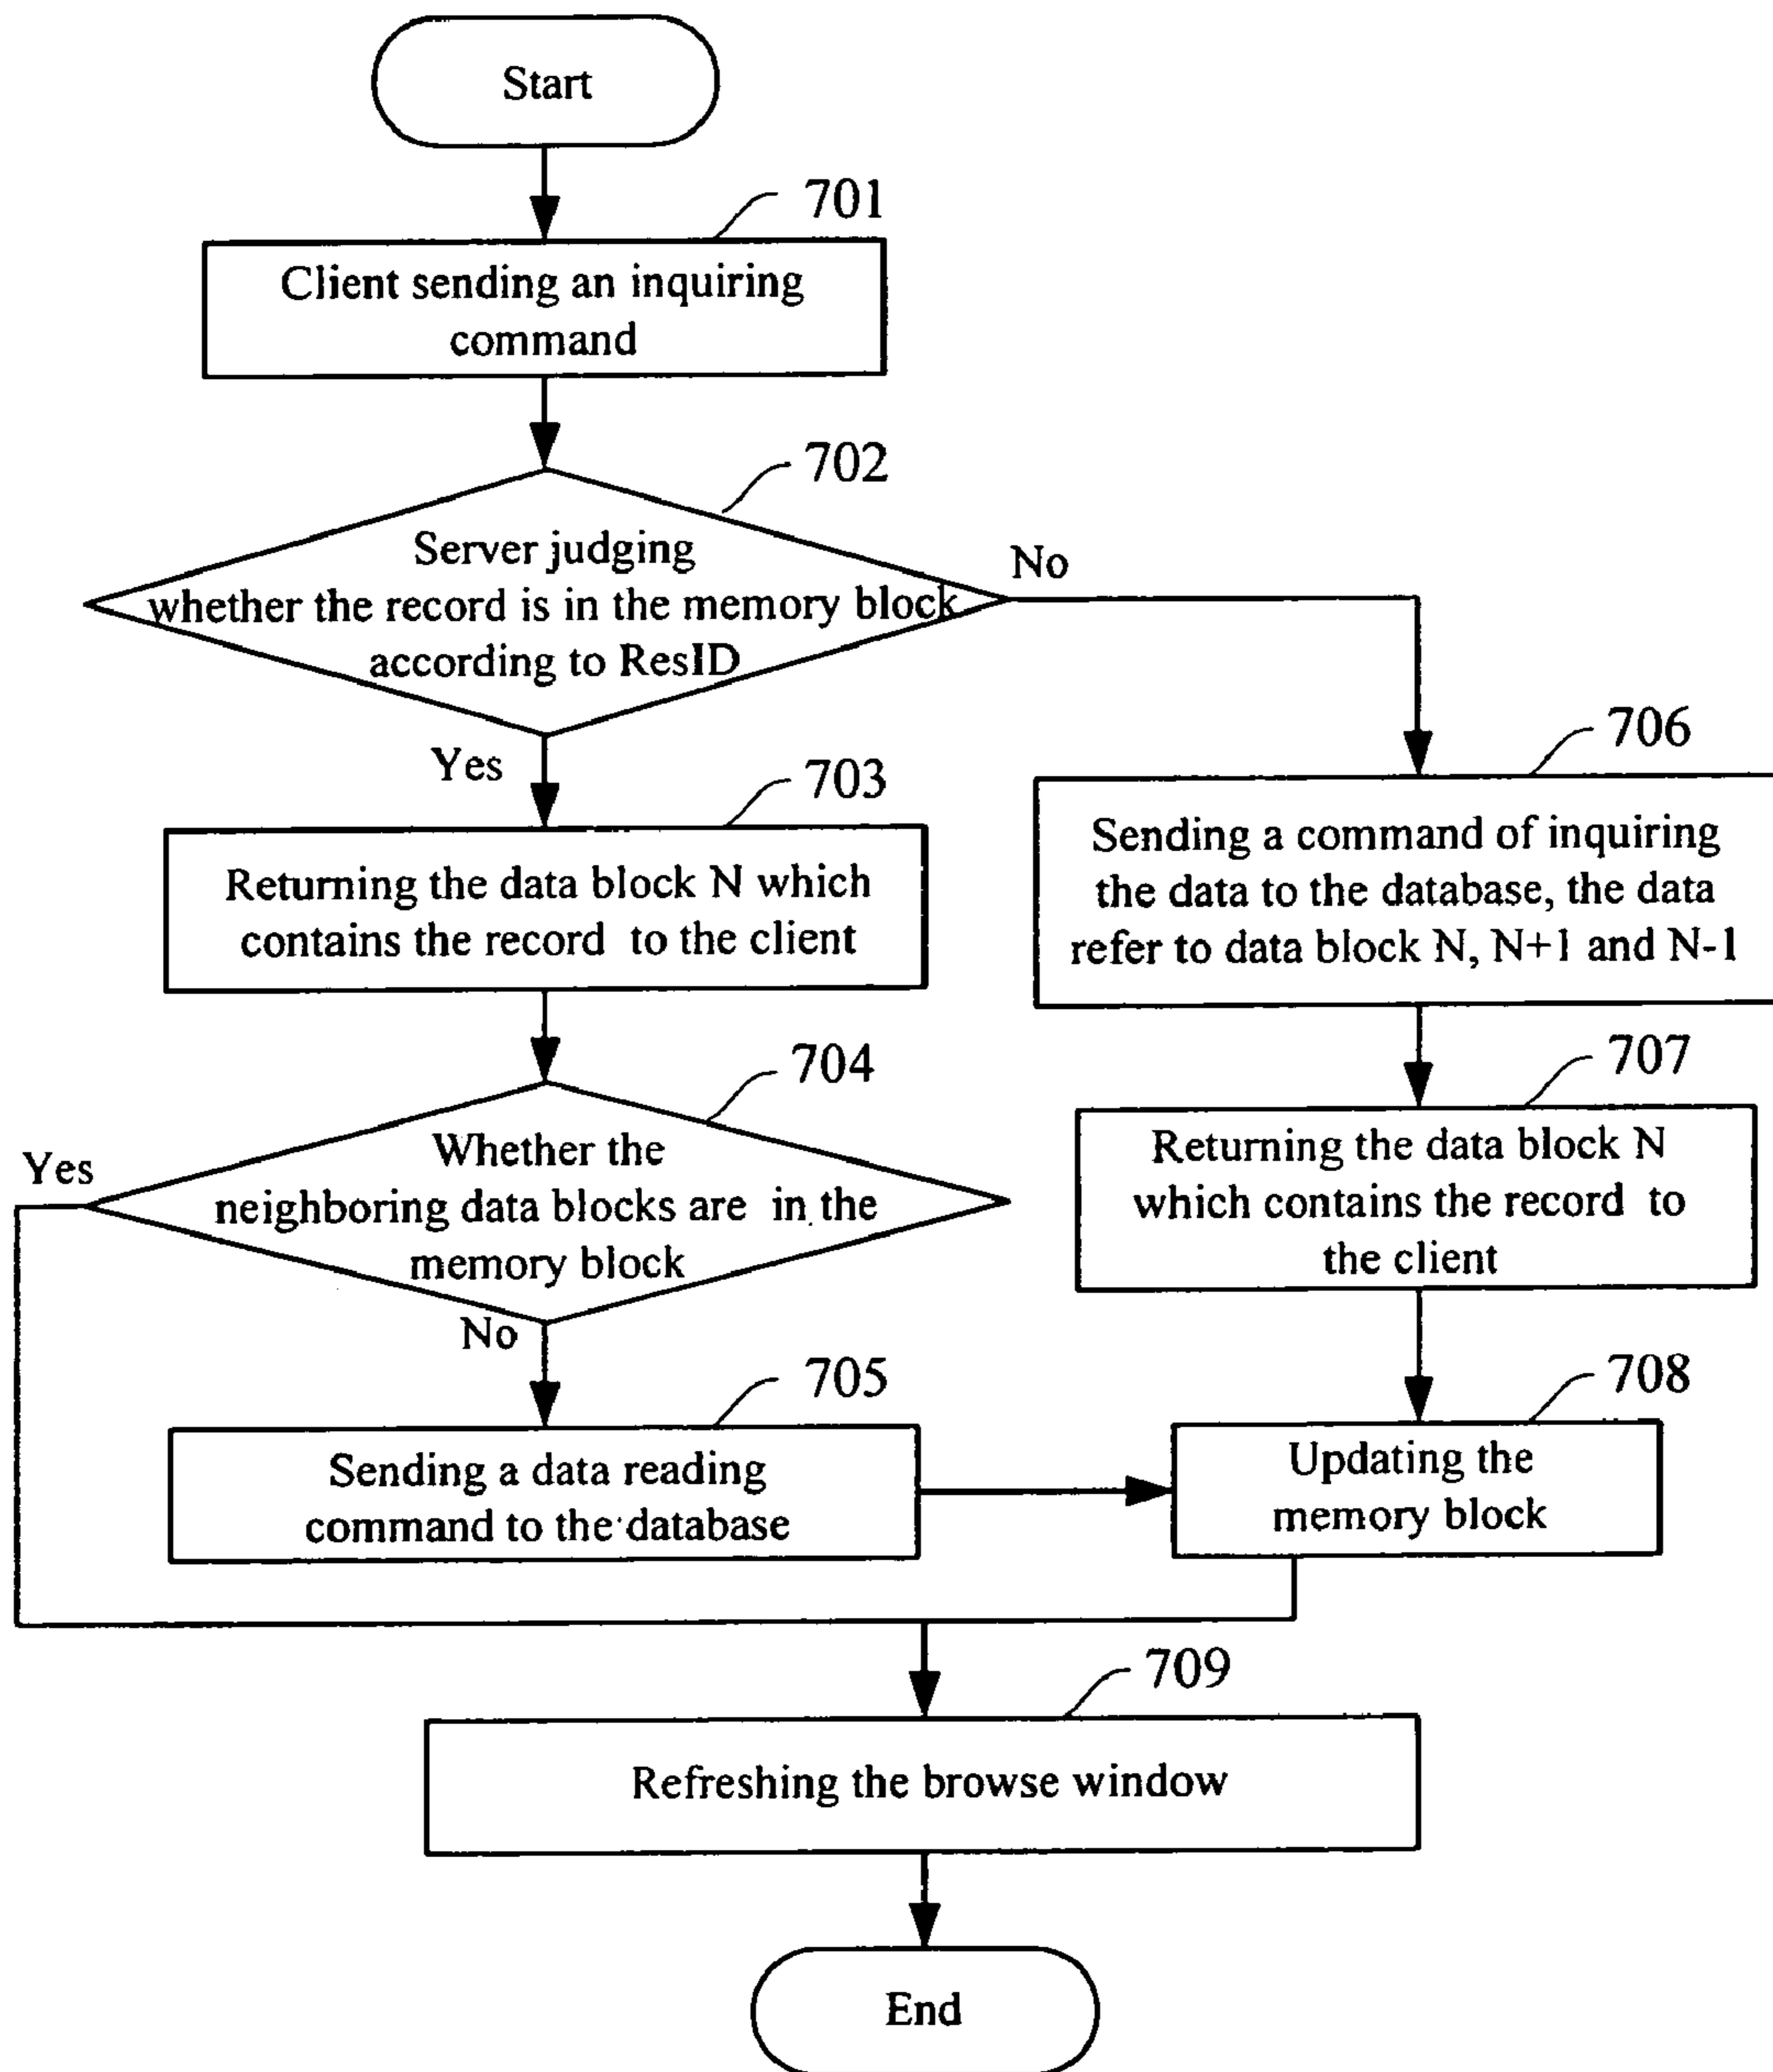 Start
701
Client sending an inquiring
command
702
Server judging
whether the record is in the memory block
according to ResID
No
Yes
703
Returning the data block N which
contains the record to the client
706
Sending a command of inquiring
the data to the database, the data
refer to data block N, N+1 and N-1
704
Whether the
neighboring data blocks are in the
memory block
Yes
No
707
Returning the data block N
which contains the record to
the client
705
Sending a data reading
command to the database
708
Updating the
memory block
709
Refreshing the browse window
End